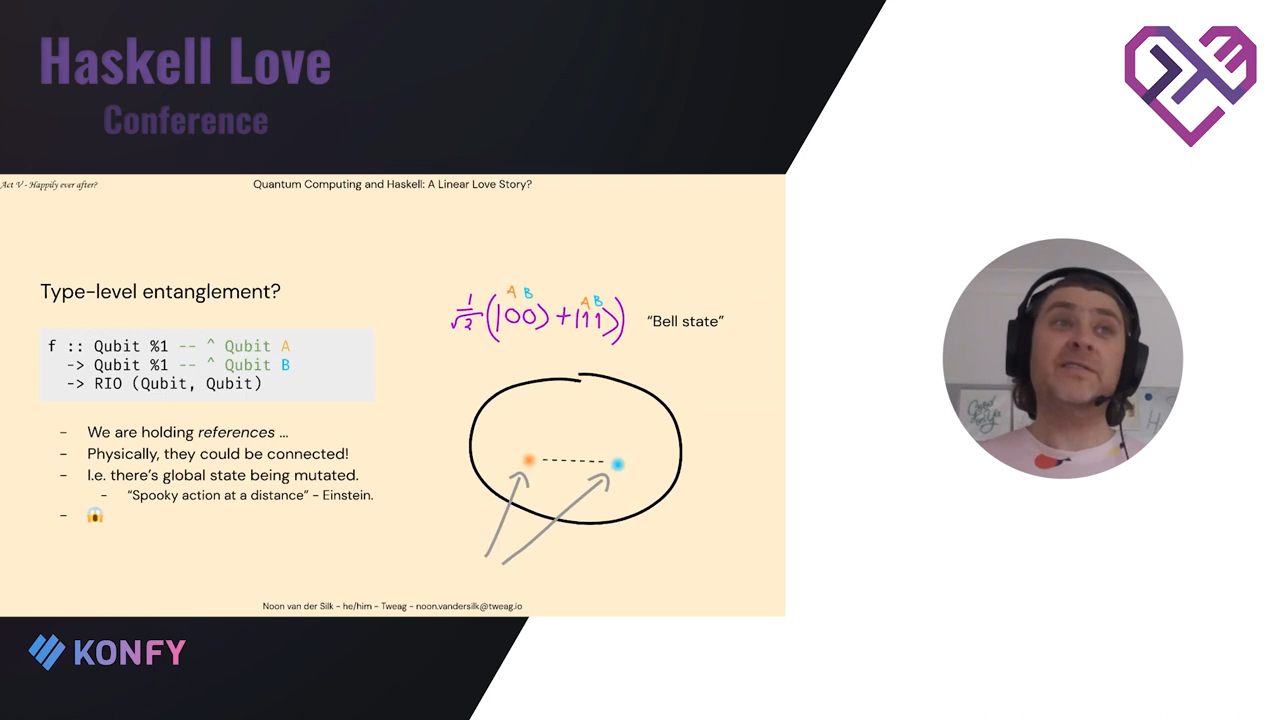 Haskell Love
Conference
Act V - Happily ever after?
Quantum Computing and Haskell: A Linear Love Story?
Type-level entanglement?
f :: Qubit %1 -- ^ Qubit A
-> Qubit %1 -- ^ Qubit B
-> RIO (Qubit, Qubit)
- We are holding references ...
- Physically, they could be connected!
- I.e. there's global state being mutated.
- “Spooky action at a distance” - Einstein.
- 😱
A B A B
1/√2 (|00⟩ + |11⟩)
“Bell state”
Noon van der Silk - he/him - Tweag - noon.vandersilk@tweag.io
KONFY